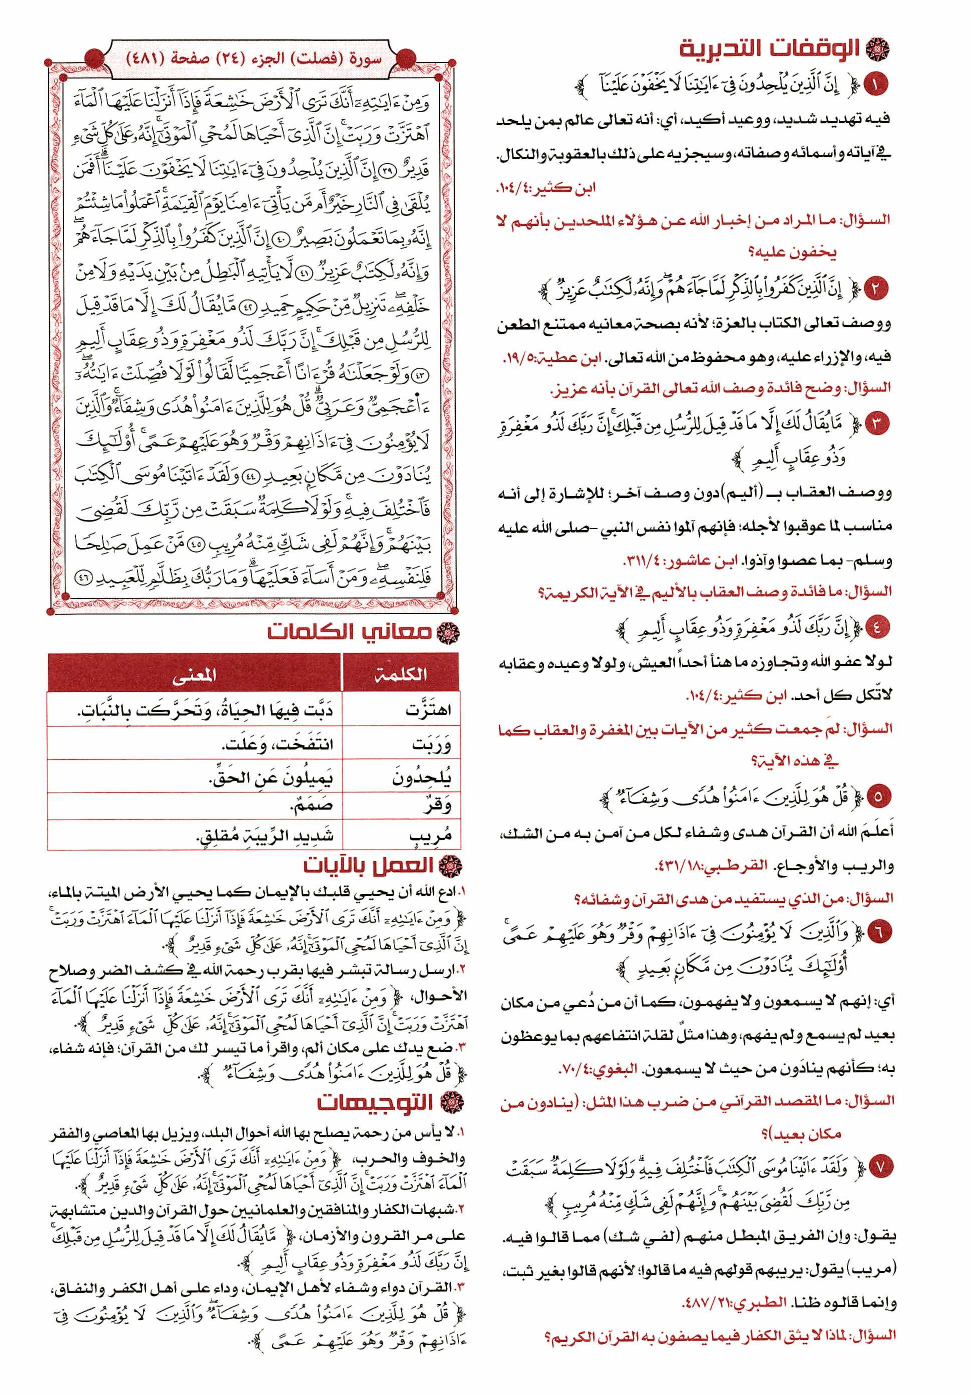 الوقفات التدبرية
١ ﴿ إِنَّ ٱلَّذِينَ يُلْحِدُونَ فِىٓ ءَايَٰتِنَا لَا يَخْفَوْنَ عَلَيْنَآ ﴾
فيه تهديد شديد، ووعيد أكيد، أي: أنه تعالى عالم بمن يلحد
في آياته وأسمائه وصفاته، وسيجزيه على ذلك بالعقوبة والنكال.
ابن كثير: ١٠٤/٤.
السؤال: ما المراد من إخبار الله عن هؤلاء الملحدين بأنهم لا
يخفون عليه؟
٢ ﴿ إِنَّ ٱلَّذِينَ كَفَرُوا۟ بِٱلذِّكْرِ لَمَّا جَآءَهُمْ ۖ وَإِنَّهُۥ لَكِتَٰبٌ عَزِيزٌ ﴾
ووصف تعالى الكتاب بالعزة؛ لأنه بصحة معانيه ممتنع الطعن
فيه، والإزراء عليه، وهو محفوظ من الله تعالى. ابن عطية: ١٩/٥.
السؤال: وضح فائدة وصف الله تعالى القرآن بأنه عزيز.
٣ ﴿ مَّا يُقَالُ لَكَ إِلَّا مَا قَدْ قِيلَ لِلرُّسُلِ مِن قَبْلِكَ ۚ إِنَّ رَبَّكَ لَذُو مَغْفِرَةٍ
وَذُو عِقَابٍ أَلِيمٍ ﴾
ووصف العقاب بـ (أليم) دون وصف آخر؛ للإشارة إلى أنه
مناسب لما عوقبوا لأجله؛ فإنهم آلموا نفس النبي -صلى الله عليه
وسلم- بما عصوا وآذوا. ابن عاشور: ٣١١/٤.
السؤال: ما فائدة وصف العقاب بالأليم في الآية الكريمة؟
٤ ﴿ إِنَّ رَبَّكَ لَذُو مَغْفِرَةٍ وَذُو عِقَابٍ أَلِيمٍ ﴾
لولا عفو الله وتجاوزه ما هنأ أحداً العيش، ولولا وعيده وعقابه
لاتّكل كل أحد. ابن كثير: ١٠٤/٤.
السؤال: لمَ جمعت كثير من الآيات بين المغفرة والعقاب كما
في هذه الآية؟
٥ ﴿ قُلْ هُوَ لِلَّذِينَ ءَامَنُوا۟ هُدًى وَشِفَآءٌ ﴾
أعلَمَ الله أن القرآن هدى وشفاء لكل من آمن به من الشك،
والريب والأوجاع. القرطبي: ٤٣١/١٨.
السؤال: من الذي يستفيد من هدى القرآن وشفائه؟
٦ ﴿ وَٱلَّذِينَ لَا يُؤْمِنُونَ فِىٓ ءَاذَانِهِمْ وَقْرٌ وَهُوَ عَلَيْهِمْ عَمًى ۚ
أُو۟لَٰٓئِكَ يُنَادَوْنَ مِن مَّكَانٍ بَعِيدٍ ﴾
أي: إنهم لا يسمعون ولا يفهمون، كما أن من دُعي من مكان
بعيد لم يسمع ولم يفهم، وهذا مثلٌ لقلة انتفاعهم بما يوعظون
به؛ كأنهم ينادَون من حيث لا يسمعون. البغوي: ٧٠/٤.
السؤال: ما المقصد القرآني من ضرب هذا المثل: (ينادون من
مكان بعيد)؟
٧ ﴿ وَلَقَدْ ءَاتَيْنَا مُوسَى ٱلْكِتَٰبَ فَٱخْتُلِفَ فِيهِ ۗ وَلَوْلَا كَلِمَةٌ سَبَقَتْ
مِن رَّبِّكَ لَقُضِىَ بَيْنَهُمْ ۚ وَإِنَّهُمْ لَفِى شَكٍّ مِّنْهُ مُرِيبٍ ﴾
يقول: وإن الفريق المبطل منهم (لفي شك) مما قالوا فيه.
(مريب) يقول: يريبهم قولهم فيه ما قالوا؛ لأنهم قالوا بغير ثبت،
وإنما قالوه ظنا. الطبري: ٤٨٧/٢١.
السؤال: لماذا لا يثق الكفار فيما يصفون به القرآن الكريم؟
سورة (فصلت) الجزء (٢٤) صفحة (٤٨١)
وَمِنْ ءَايَٰتِهِۦٓ أَنَّكَ تَرَى ٱلْأَرْضَ خَٰشِعَةً فَإِذَآ أَنزَلْنَا عَلَيْهَا ٱلْمَآءَ
ٱهْتَزَّتْ وَرَبَتْ ۚ إِنَّ ٱلَّذِىٓ أَحْيَاهَا لَمُحْىِ ٱلْمَوْتَىٰٓ ۚ إِنَّهُۥ عَلَىٰ كُلِّ شَىْءٍ
قَدِيرٌ ٣٩ إِنَّ ٱلَّذِينَ يُلْحِدُونَ فِىٓ ءَايَٰتِنَا لَا يَخْفَوْنَ عَلَيْنَآ ۗ أَفَمَن
يُلْقَىٰ فِى ٱلنَّارِ خَيْرٌ أَم مَّن يَأْتِىٓ ءَامِنًا يَوْمَ ٱلْقِيَٰمَةِ ۚ ٱعْمَلُوا۟ مَا شِئْتُمْ ۖ
إِنَّهُۥ بِمَا تَعْمَلُونَ بَصِيرٌ ٤٠ إِنَّ ٱلَّذِينَ كَفَرُوا۟ بِٱلذِّكْرِ لَمَّا جَآءَهُمْ ۖ
وَإِنَّهُۥ لَكِتَٰبٌ عَزِيزٌ ٤١ لَّا يَأْتِيهِ ٱلْبَٰطِلُ مِنۢ بَيْنِ يَدَيْهِ وَلَا مِنْ
خَلْفِهِۦ ۖ تَنزِيلٌ مِّنْ حَكِيمٍ حَمِيدٍ ٤٢ مَّا يُقَالُ لَكَ إِلَّا مَا قَدْ قِيلَ
لِلرُّسُلِ مِن قَبْلِكَ ۚ إِنَّ رَبَّكَ لَذُو مَغْفِرَةٍ وَذُو عِقَابٍ أَلِيمٍ
٤٣ وَلَوْ جَعَلْنَٰهُ قُرْءَانًا أَعْجَمِيًّا لَّقَالُوا۟ لَوْلَا فُصِّلَتْ ءَايَٰتُهُۥٓ ۖ
ءَا۬عْجَمِىٌّ وَعَرَبِىٌّ ۗ قُلْ هُوَ لِلَّذِينَ ءَامَنُوا۟ هُدًى وَشِفَآءٌ ۖ وَٱلَّذِينَ
لَا يُؤْمِنُونَ فِىٓ ءَاذَانِهِمْ وَقْرٌ وَهُوَ عَلَيْهِمْ عَمًى ۚ أُو۟لَٰٓئِكَ
يُنَادَوْنَ مِن مَّكَانٍ بَعِيدٍ ٤٤ وَلَقَدْ ءَاتَيْنَا مُوسَى ٱلْكِتَٰبَ
فَٱخْتُلِفَ فِيهِ ۗ وَلَوْلَا كَلِمَةٌ سَبَقَتْ مِن رَّبِّكَ لَقُضِىَ
بَيْنَهُمْ ۚ وَإِنَّهُمْ لَفِى شَكٍّ مِّنْهُ مُرِيبٍ ٤٥ مَّنْ عَمِلَ صَٰلِحًا
فَلِنَفْسِهِۦ ۖ وَمَنْ أَسَآءَ فَعَلَيْهَا ۗ وَمَا رَبُّكَ بِظَلَّٰمٍ لِّلْعَبِيدِ ٤٦
معاني الكلمات
الكلمة المعنى
اهتَزَّت دَبَّت فِيهَا الحِيَاةُ، وَتَحَرَّكَت بِالنَّبَاتِ.
وَرَبَت انتَفَخَت، وَعَلَت.
يُلحِدُونَ يَمِيلُونَ عَنِ الحَقِّ.
وَقرٌ صَمَمٌ.
مُرِيبٍ شَدِيدِ الرِّيبَةِ مُقلِقٍ.
العمل بالآيات
١. ادع الله أن يحيي قلبك بالإيمان كما يحيي الأرض الميتة بالماء،
﴿ وَمِنْ ءَايَٰتِهِۦٓ أَنَّكَ تَرَى ٱلْأَرْضَ خَٰشِعَةً فَإِذَآ أَنزَلْنَا عَلَيْهَا ٱلْمَآءَ ٱهْتَزَّتْ وَرَبَتْ ۚ
إِنَّ ٱلَّذِىٓ أَحْيَاهَا لَمُحْىِ ٱلْمَوْتَىٰٓ ۚ إِنَّهُۥ عَلَىٰ كُلِّ شَىْءٍ قَدِيرٌ ﴾.
٢. ارسل رسالة تبشر فيها بقرب رحمة الله في كشف الضر وصلاح
الأحوال، ﴿ وَمِنْ ءَايَٰتِهِۦٓ أَنَّكَ تَرَى ٱلْأَرْضَ خَٰشِعَةً فَإِذَآ أَنزَلْنَا عَلَيْهَا ٱلْمَآءَ
ٱهْتَزَّتْ وَرَبَتْ ۚ إِنَّ ٱلَّذِىٓ أَحْيَاهَا لَمُحْىِ ٱلْمَوْتَىٰٓ ۚ إِنَّهُۥ عَلَىٰ كُلِّ شَىْءٍ قَدِيرٌ ﴾.
٣. ضع يدك على مكان ألم، واقرأ ما تيسر لك من القرآن؛ فإنه شفاء،
﴿ قُلْ هُوَ لِلَّذِينَ ءَامَنُوا۟ هُدًى وَشِفَآءٌ ﴾.
التوجيهات
١. لا يأس من رحمة يصلح بها الله أحوال البلد، ويزيل بها المعاصي والفقر
والخوف والحرب، ﴿ وَمِنْ ءَايَٰتِهِۦٓ أَنَّكَ تَرَى ٱلْأَرْضَ خَٰشِعَةً فَإِذَآ أَنزَلْنَا عَلَيْهَا
ٱلْمَآءَ ٱهْتَزَّتْ وَرَبَتْ ۚ إِنَّ ٱلَّذِىٓ أَحْيَاهَا لَمُحْىِ ٱلْمَوْتَىٰٓ ۚ إِنَّهُۥ عَلَىٰ كُلِّ شَىْءٍ قَدِيرٌ ﴾.
٢. شبهات الكفار والمنافقين والعلمانيين حول القرآن والدين متشابهة
على مر القرون والأزمان، ﴿ مَّا يُقَالُ لَكَ إِلَّا مَا قَدْ قِيلَ لِلرُّسُلِ مِن قَبْلِكَ ۚ
إِنَّ رَبَّكَ لَذُو مَغْفِرَةٍ وَذُو عِقَابٍ أَلِيمٍ ﴾.
٣. القرآن دواء وشفاء لأهل الإيمان، وداء على أهل الكفر والنفاق،
﴿ قُلْ هُوَ لِلَّذِينَ ءَامَنُوا۟ هُدًى وَشِفَآءٌ ۖ وَٱلَّذِينَ لَا يُؤْمِنُونَ فِىٓ
ءَاذَانِهِمْ وَقْرٌ وَهُوَ عَلَيْهِمْ عَمًى ﴾.